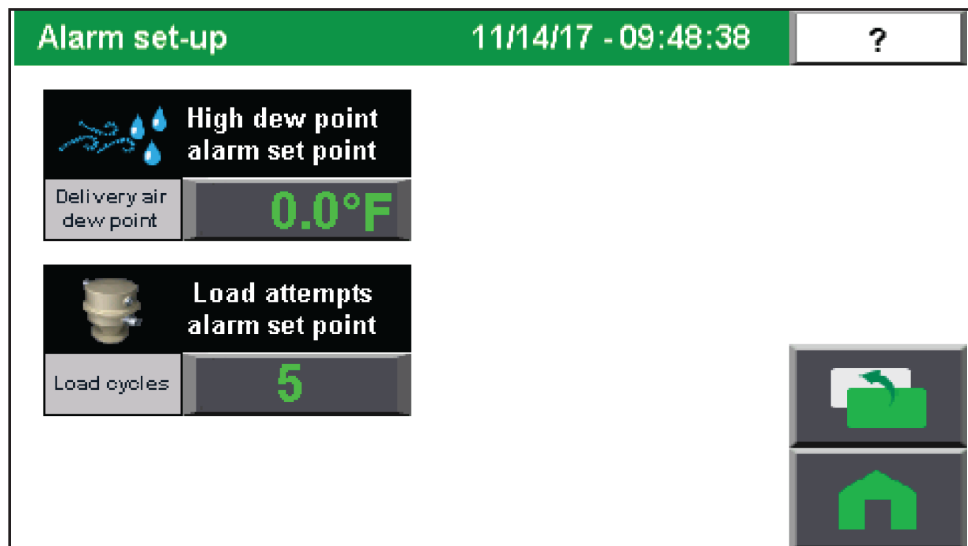 Alarm set-up 11/14/17 - 09:48:38 ?
High dew point
alarm set point
Delivery air
dew point
0.0°F
Load attempts
alarm set point
Load cycles 5